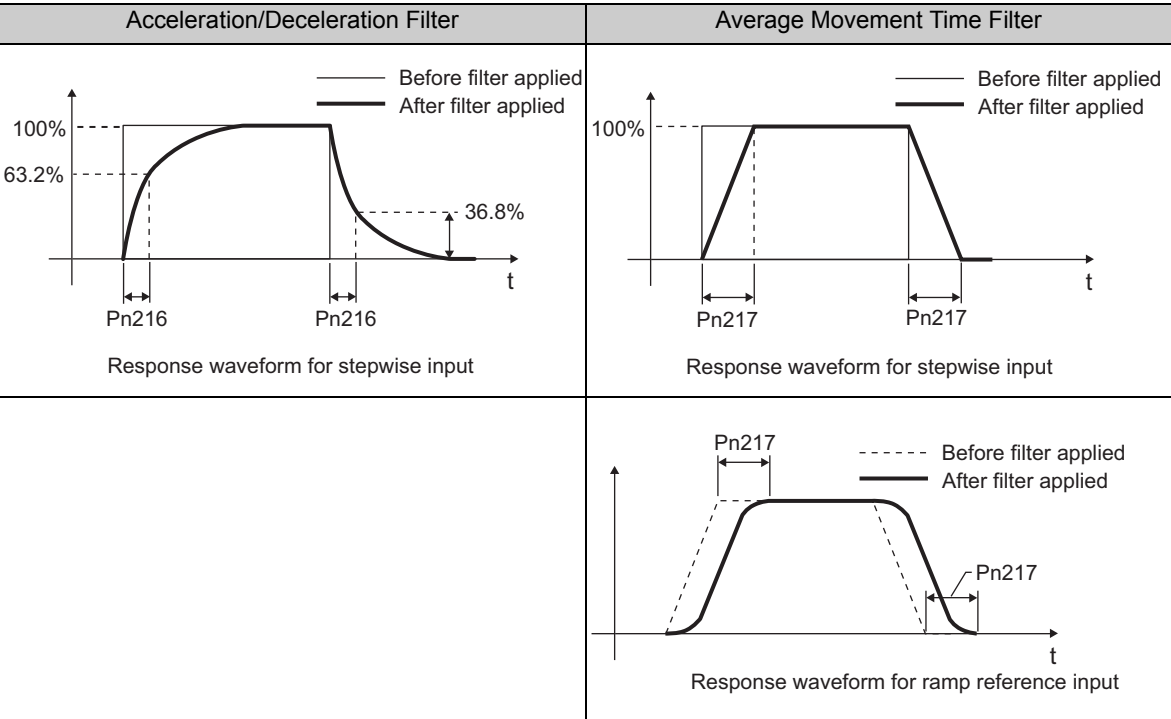 Acceleration/Deceleration Filter
Average Movement Time Filter
Before filter applied
After filter applied
100%
63.2%
36.8%
t
Pn216
Pn216
Response waveform for stepwise input
Before filter applied
After filter applied
100%
t
Pn217
Pn217
Response waveform for stepwise input
Pn217
Before filter applied
After filter applied
Pn217
t
Response waveform for ramp reference input